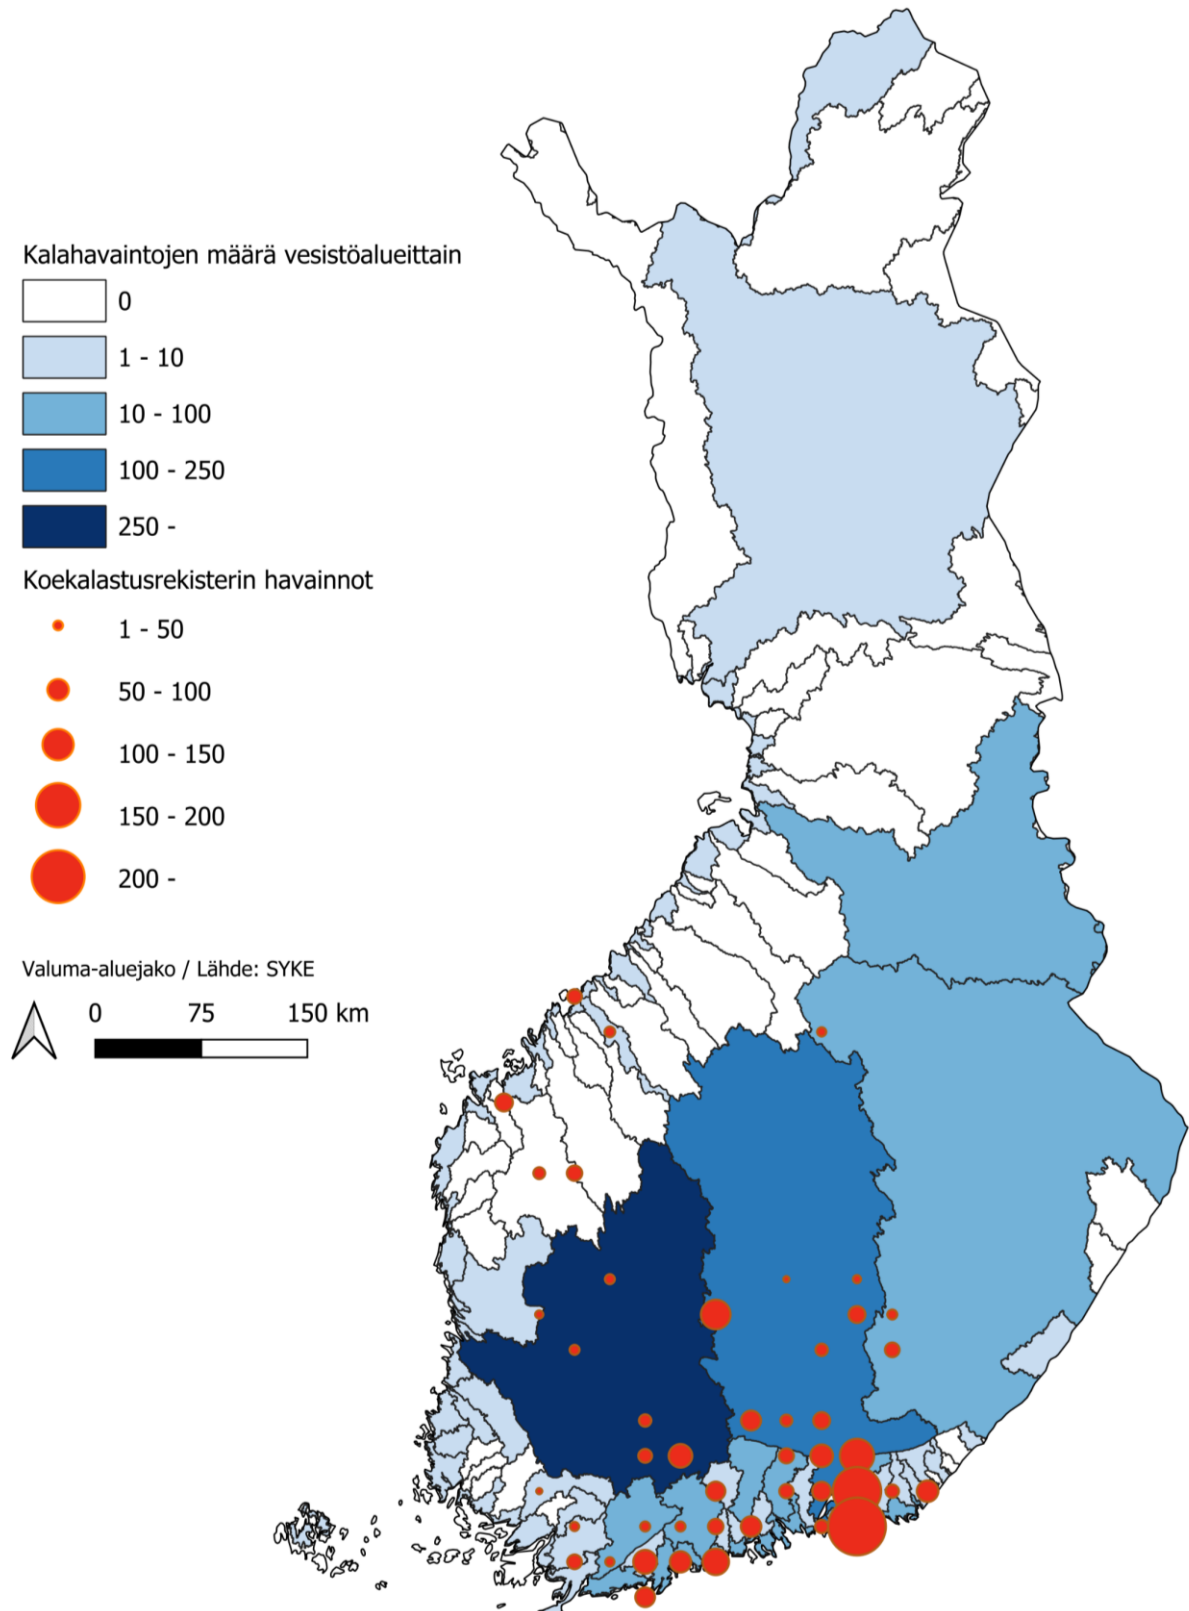 Kalahavaintojen määrä vesistöalueittain
0
1 - 10
10 - 100
100 - 250
250 -
Koekalastusrekisterin havainnot
1 - 50
50 - 100
100 - 150
150 - 200
200 -
Valuma-aluejako / Lähde: SYKE
0 75 150 km